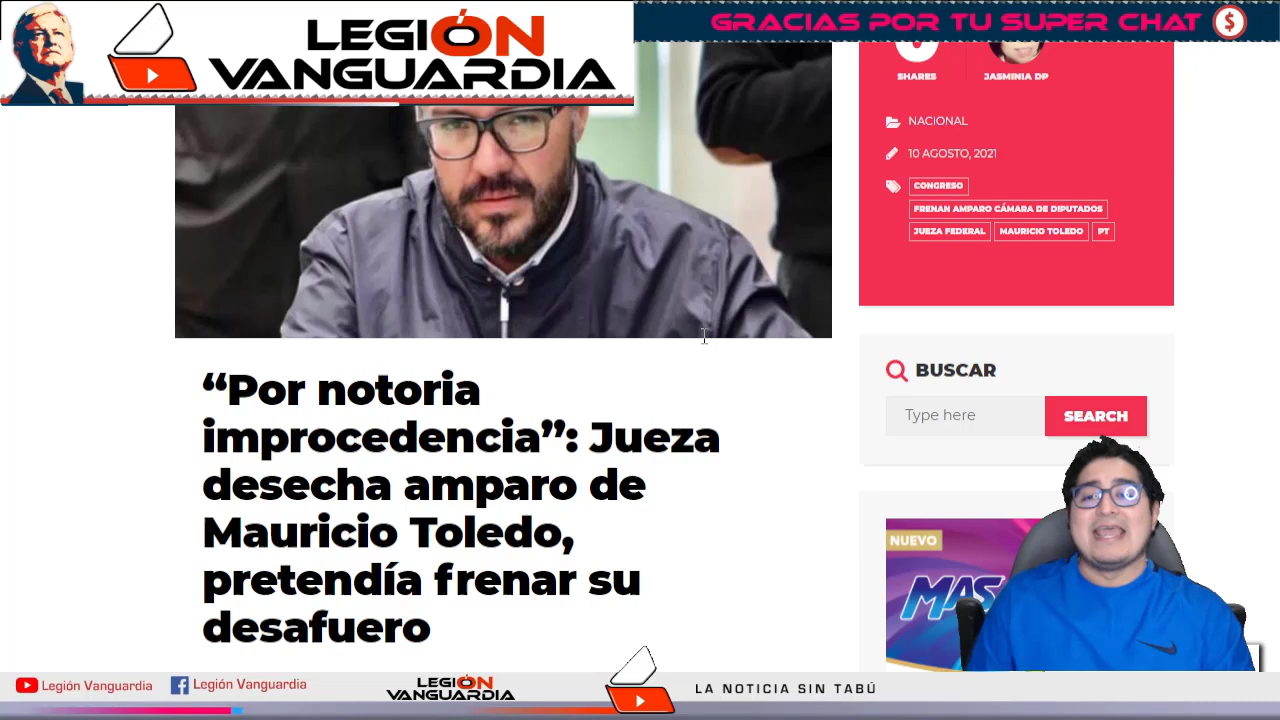 LEGIÓN
VANGUARDIA
GRACIAS POR TU SUPER CHAT
$
SHARES
JASMINIA DP
NACIONAL
10 AGOSTO, 2021
CONGRESO
FRENAN AMPARO CÁMARA DE DIPUTADOS
JUEZA FEDERAL
MAURICIO TOLEDO
PT
“Por notoria
improcedencia”: Jueza
desecha amparo de
Mauricio Toledo,
pretendía frenar su
desafuero
BUSCAR
Type here
SEARCH
NUEVO
MAS
Legión Vanguardia
Legión Vanguardia
LEGIÓN
VANGUARDIA
LA NOTICIA SIN TABÚ